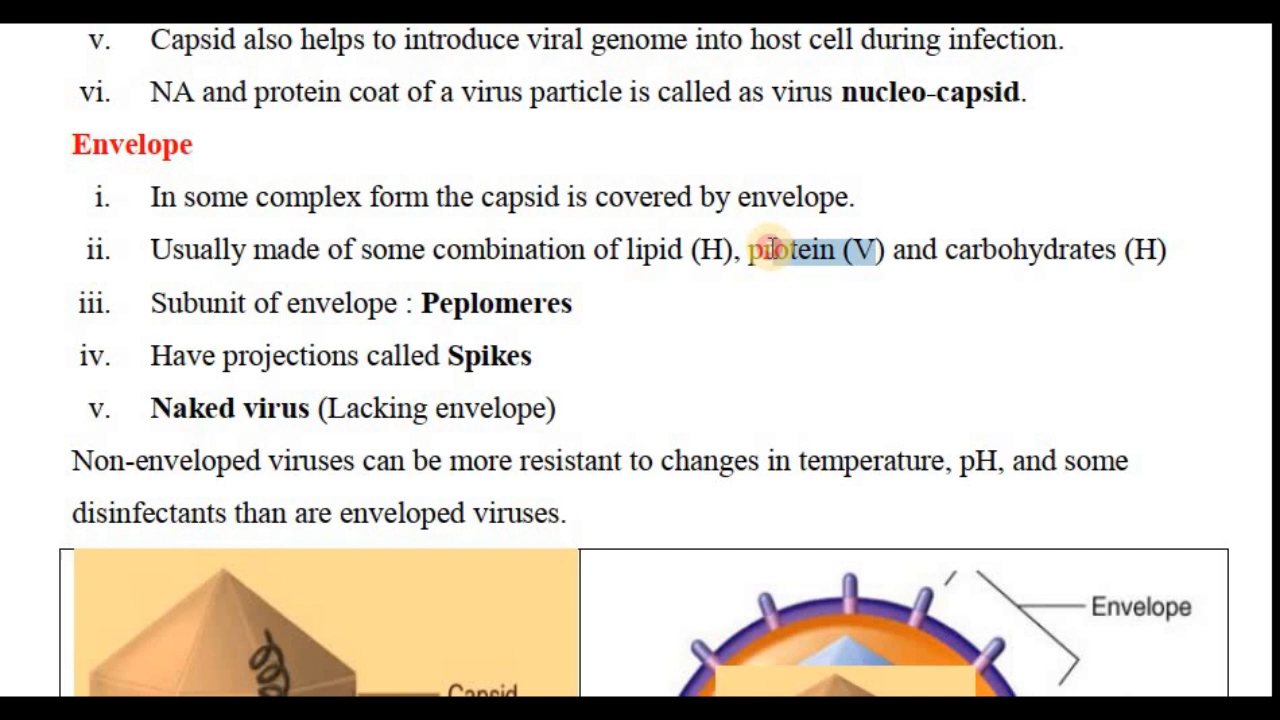 v. Capsid also helps to introduce viral genome into host cell during infection.
vi. NA and protein coat of a virus particle is called as virus nucleo-capsid.
Envelope
i. In some complex form the capsid is covered by envelope.
ii. Usually made of some combination of lipid (H), protein (V) and carbohydrates (H)
iii. Subunit of envelope : Peplomeres
iv. Have projections called Spikes
v. Naked virus (Lacking envelope)
Non-enveloped viruses can be more resistant to changes in temperature, pH, and some
disinfectants than are enveloped viruses.
Envelope
Capsid